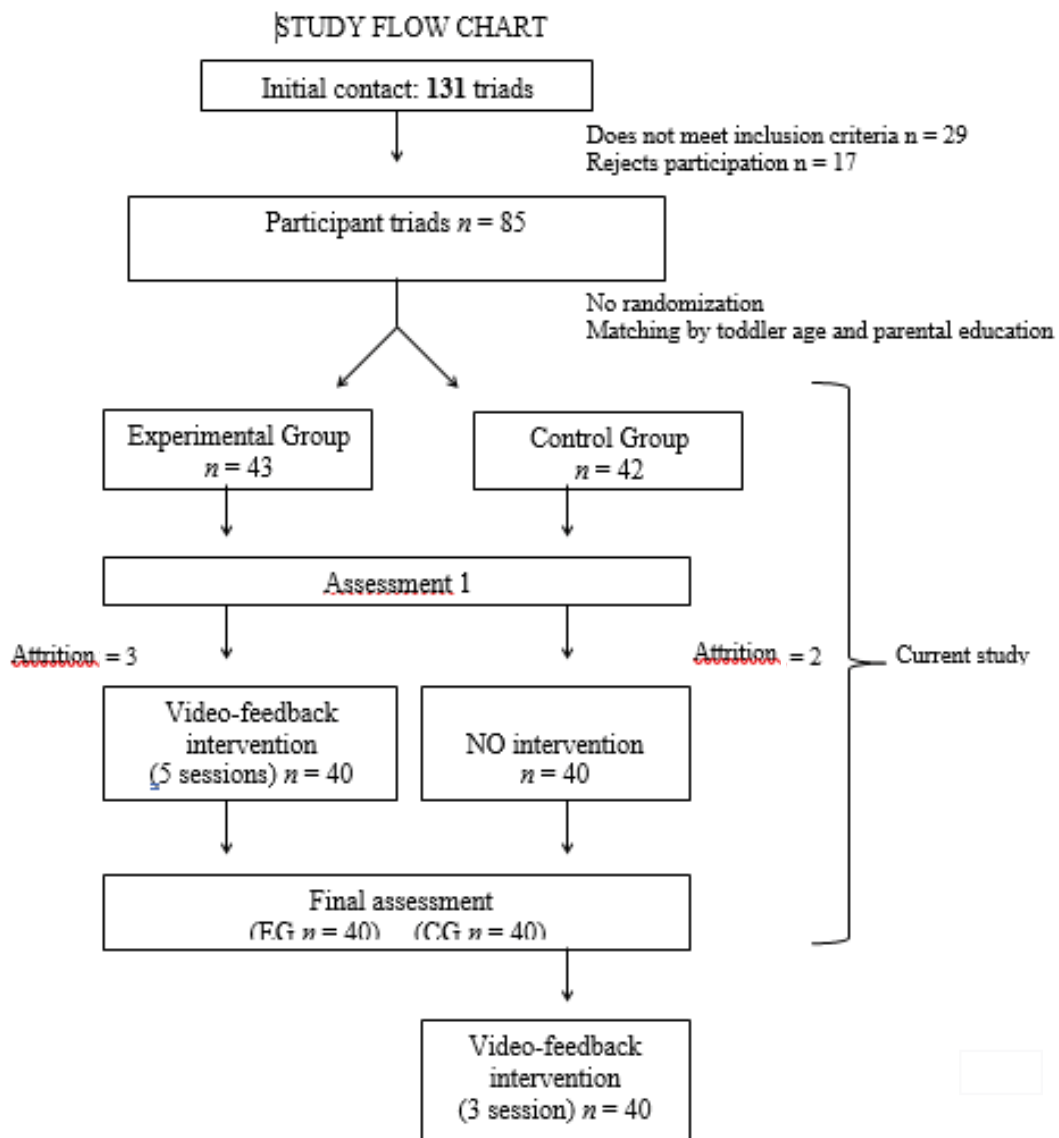 STUDY FLOW CHART
Initial contact: 131 triads
Does not meet inclusion criteria n = 29
Rejects participation n = 17
Participant triads n = 85
No randomization
Matching by toddler age and parental education
Experimental Group
n = 43
Control Group
n = 42
Assessment 1
Attrition = 3
Attrition = 2
Current study
Video-feedback
intervention
(5 sessions) n = 40
NO intervention
n = 40
Final assessment
(EG n = 40) (CG n = 40)
Video-feedback
intervention
(3 session) n = 40